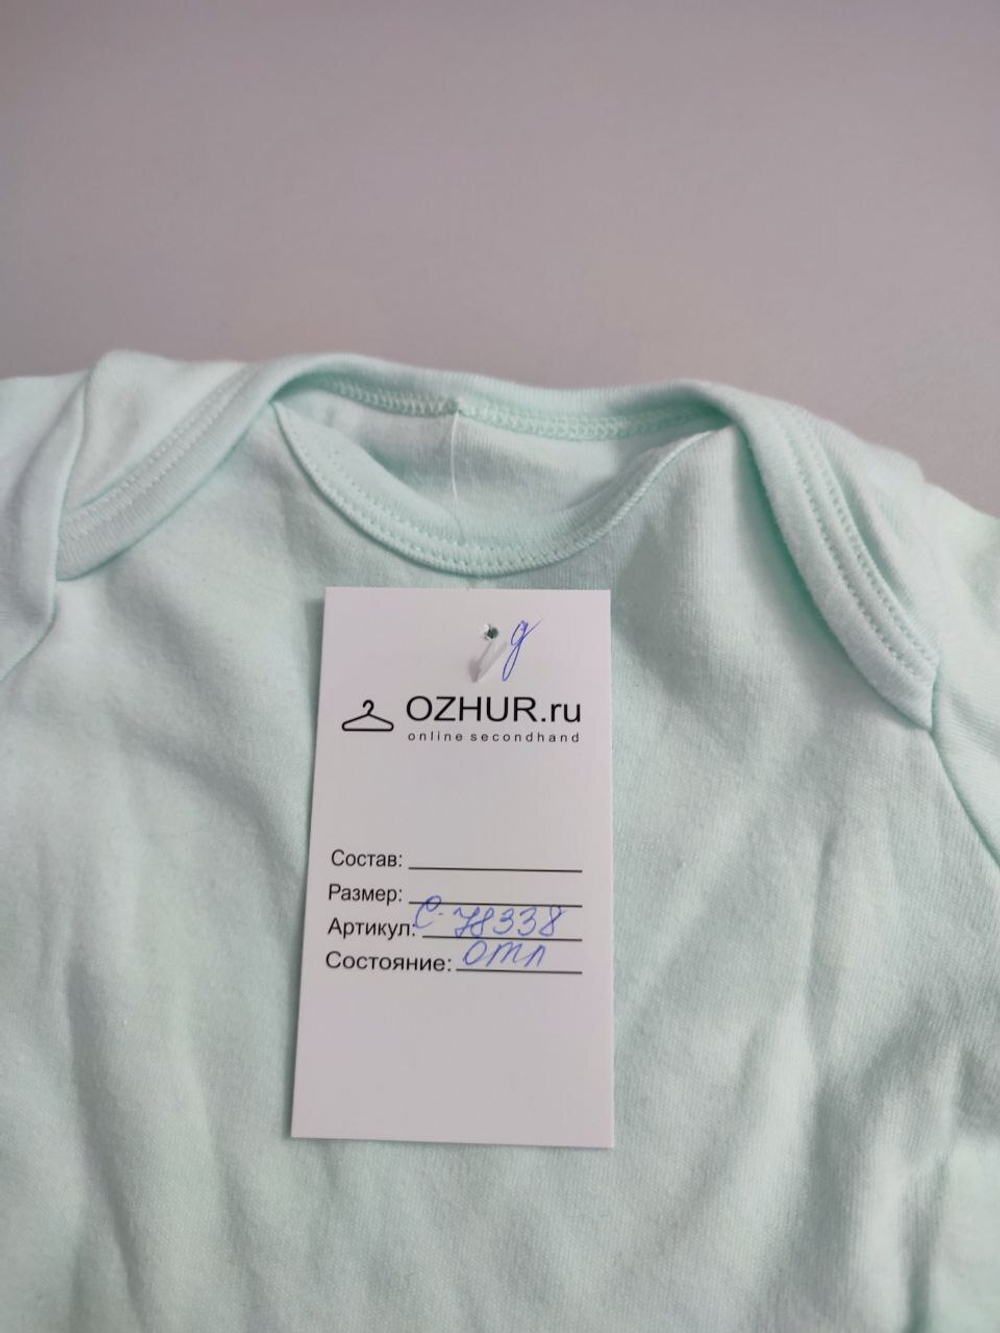 g
OZHUR.ru
online secondhand
Состав:
Размер:
Артикул: С-78338
Состояние: отл